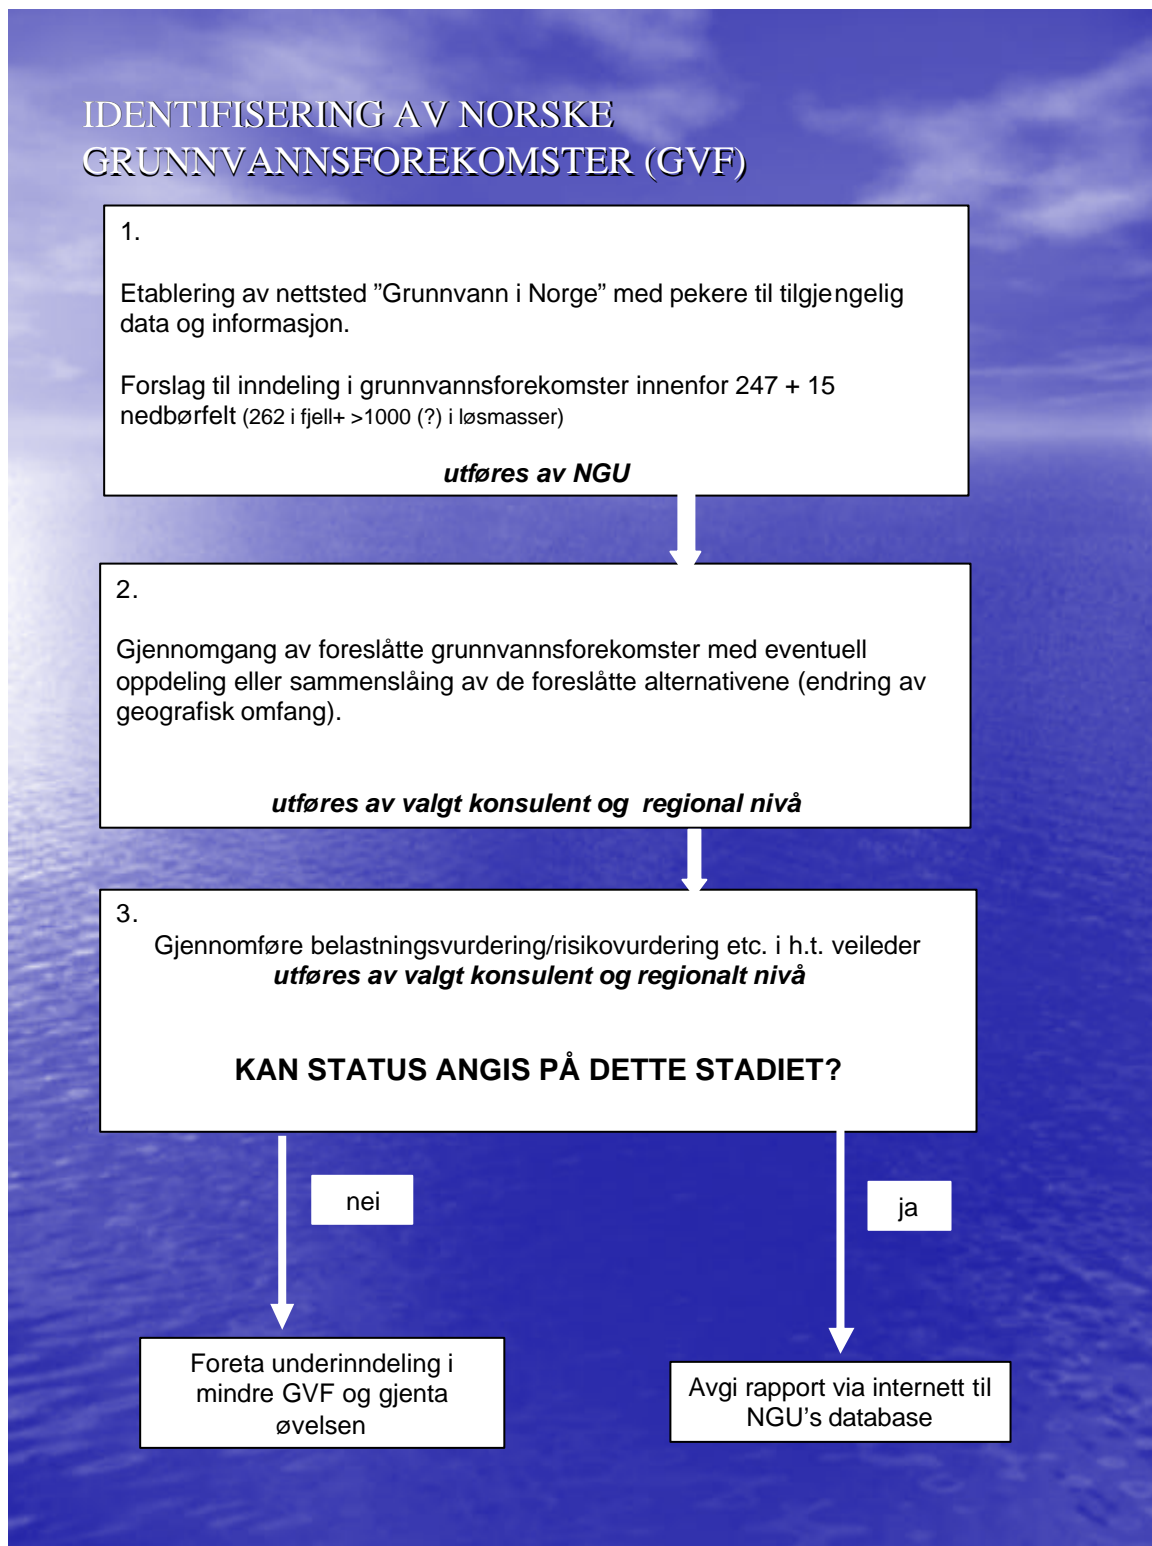 IDENTIFISERING AV NORSKE
GRUNNVANNSFOREKOMSTER (GVF)
1.
Etablering av nettsted ”Grunnvann i Norge” med pekere til tilgjengelig
data og informasjon.
Forslag til inndeling i grunnvannsforekomster innenfor 247 + 15
nedbørfelt (262 i fjell+ >1000 (?) i løsmasser)
utføres av NGU
2.
Gjennomgang av foreslåtte grunnvannsforekomster med eventuell
oppdeling eller sammenslåing av de foreslåtte alternativene (endring av
geografisk omfang).
utføres av valgt konsulent og  regional nivå
3.
Gjennomføre belastningsvurdering/risikovurdering etc. i h.t. veileder
utføres av valgt konsulent og regionalt nivå
KAN STATUS ANGIS PÅ DETTE STADIET?
nei
ja
Foreta underinndeling i
mindre GVF og gjenta
øvelsen
Avgi rapport via internett til
NGU's database